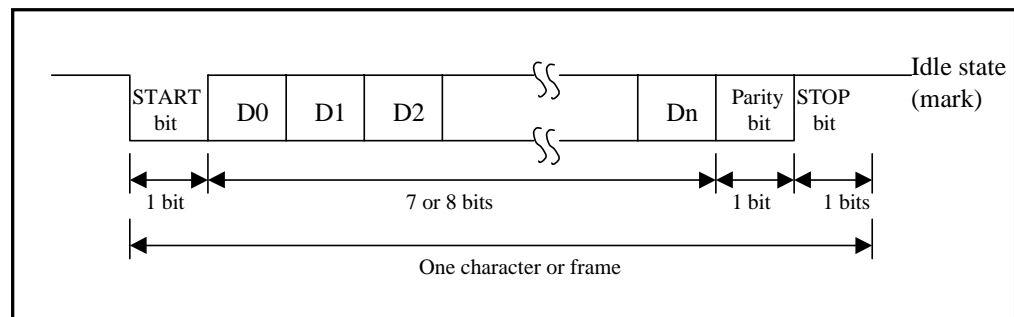 Idle state
(mark)
START
bit
D0
D1
D2
Dn
Parity
bit
STOP
bit
1 bit
7 or 8 bits
1 bit
1 bits
One character or frame